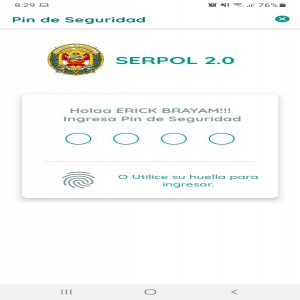 8:29
76%
Pin de Seguridad
SERPOL 2.0
Holaa ERICK BRAYAM!!!
Ingresa Pin de Seguridad
O Utilice su huella para
ingresar.